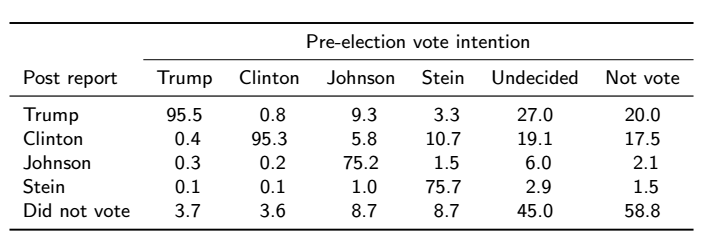 Pre-election vote intention
Post report Trump Clinton Johnson Stein Undecided Not vote
Trump 95.5 0.8 9.3 3.3 27.0 20.0
Clinton 0.4 95.3 5.8 10.7 19.1 17.5
Johnson 0.3 0.2 75.2 1.5 6.0 2.1
Stein 0.1 0.1 1.0 75.7 2.9 1.5
Did not vote 3.7 3.6 8.7 8.7 45.0 58.8